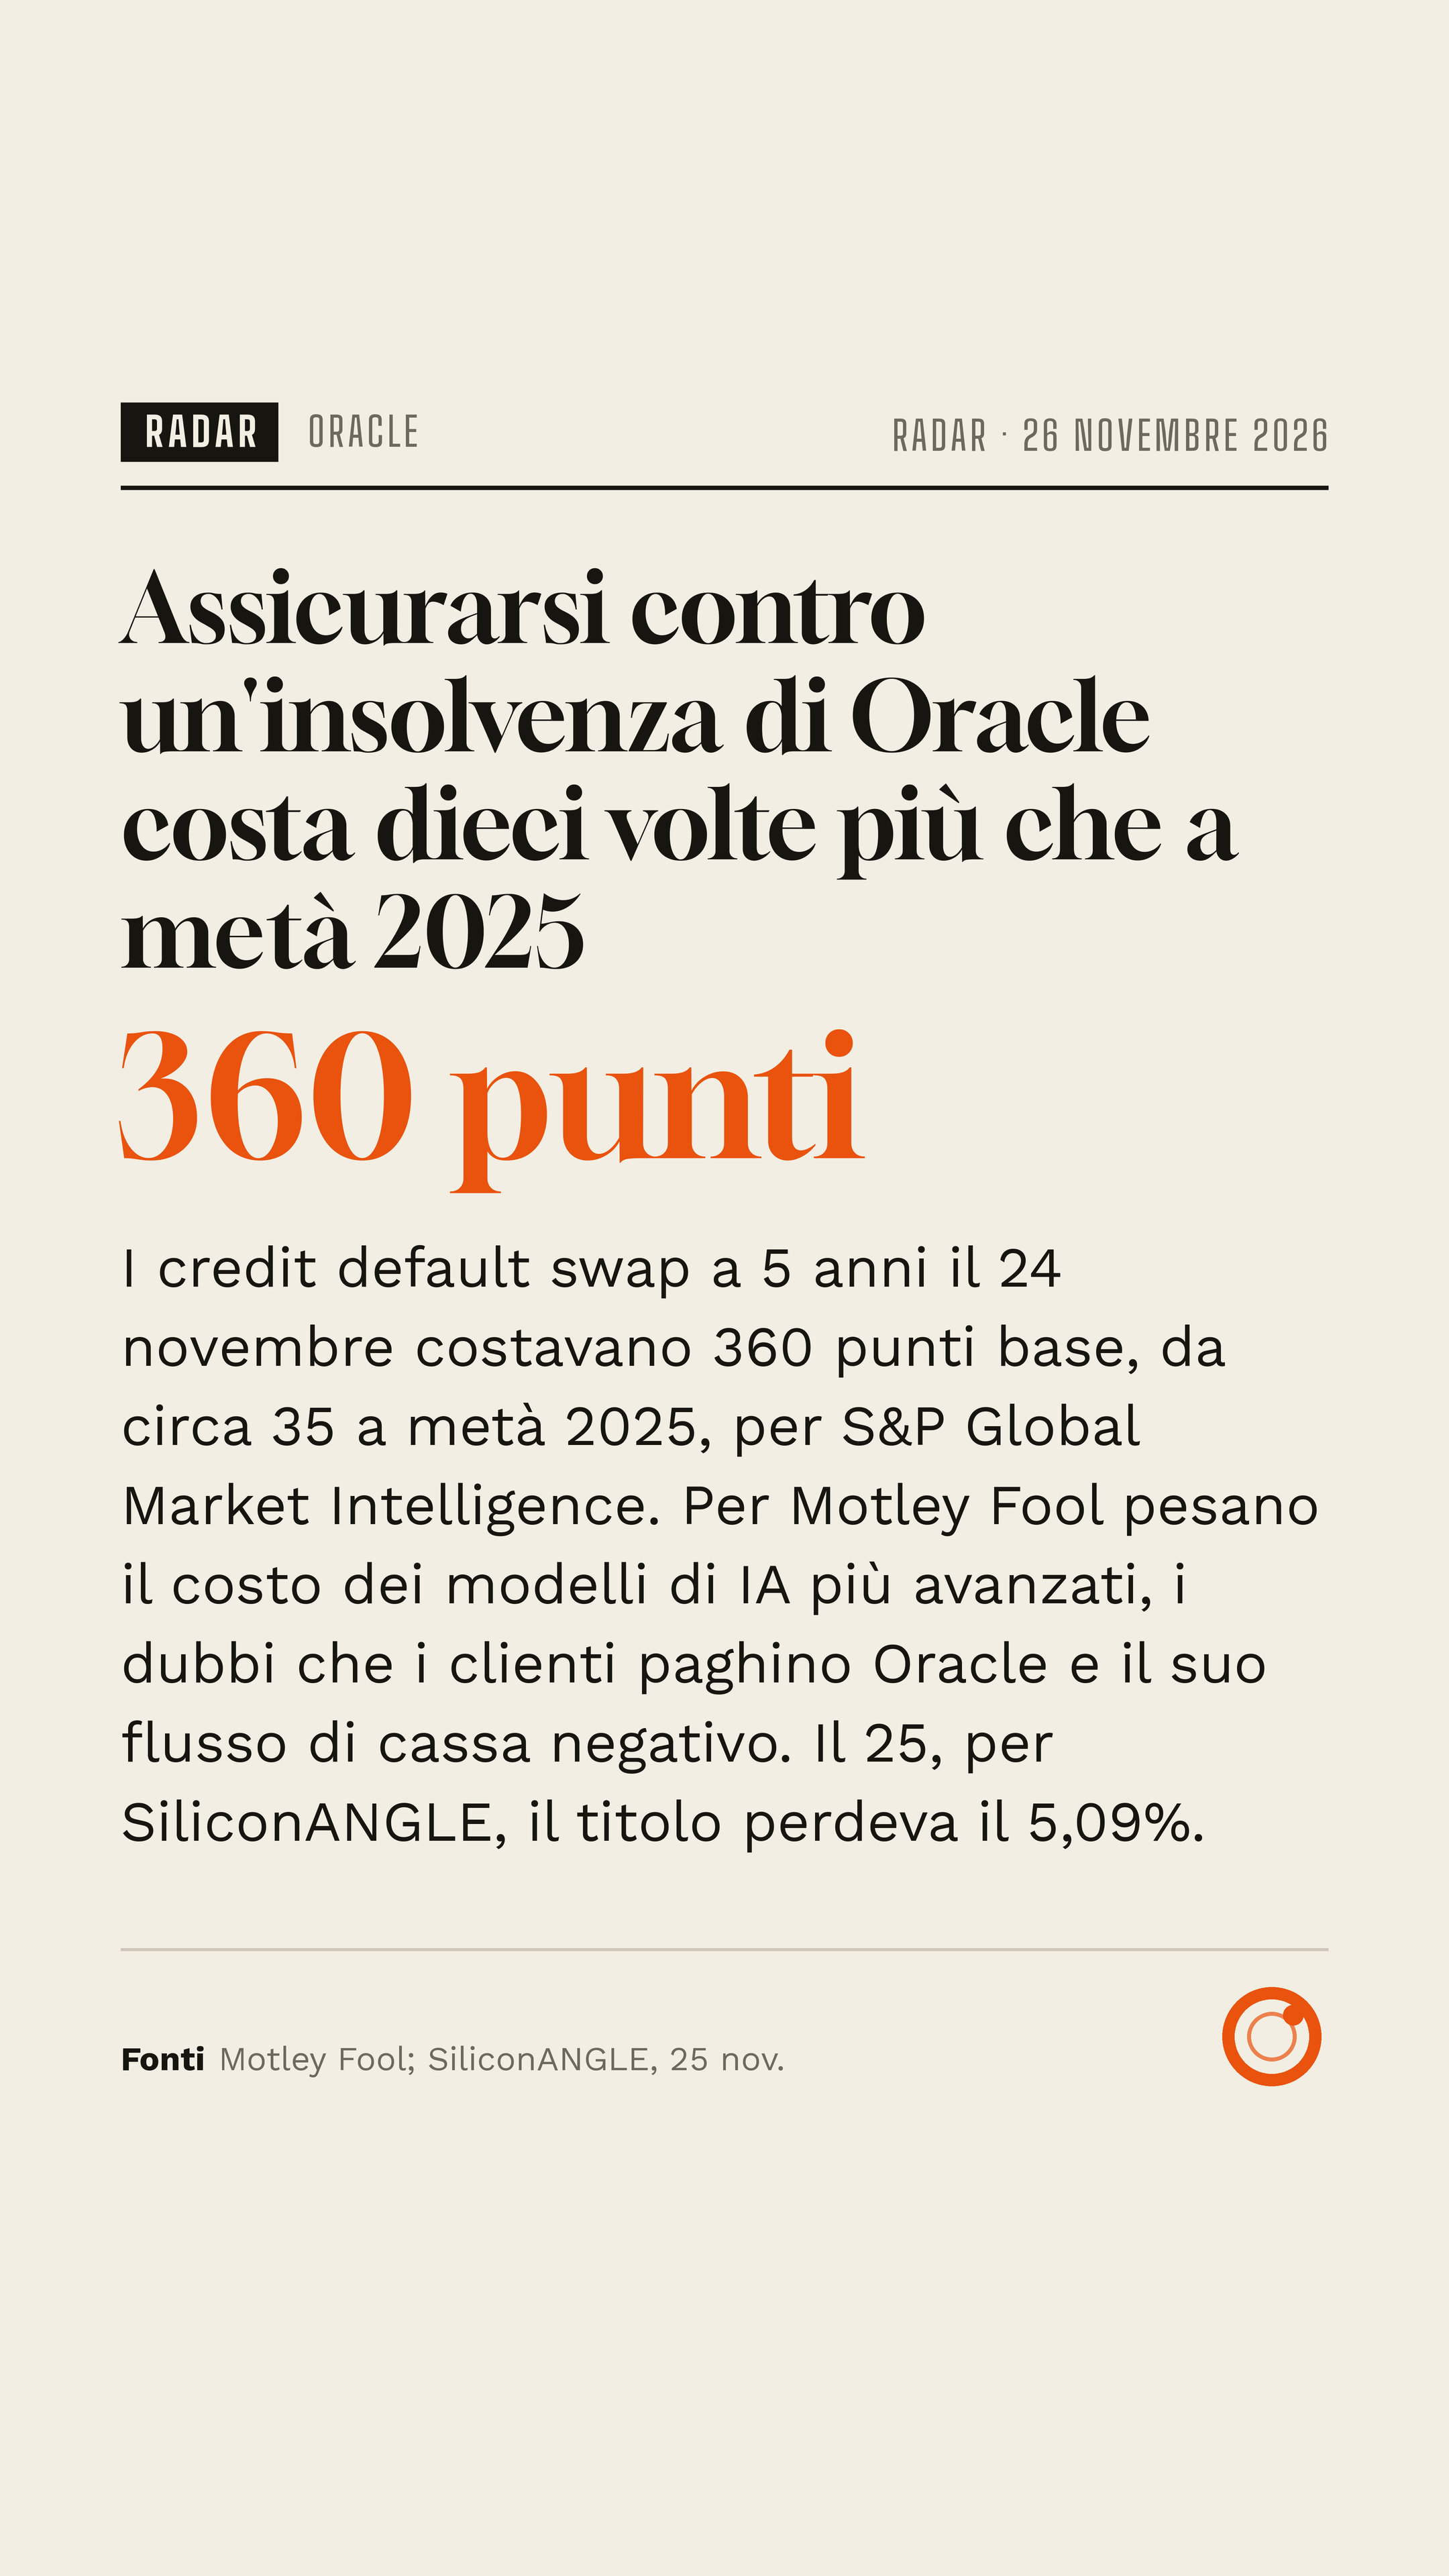 RADAR ORACLE RADAR · 26 NOVEMBRE 2026
Assicurarsi contro
un'insolvenza di Oracle
costa dieci volte più che a
metà 2025
360 punti
I credit default swap a 5 anni il 24
novembre costavano 360 punti base, da
circa 35 a metà 2025, per S&P Global
Market Intelligence. Per Motley Fool pesano
il costo dei modelli di IA più avanzati, i
dubbi che i clienti paghino Oracle e il suo
flusso di cassa negativo. Il 25, per
SiliconANGLE, il titolo perdeva il 5,09%.
Fonti Motley Fool; SiliconANGLE, 25 nov.